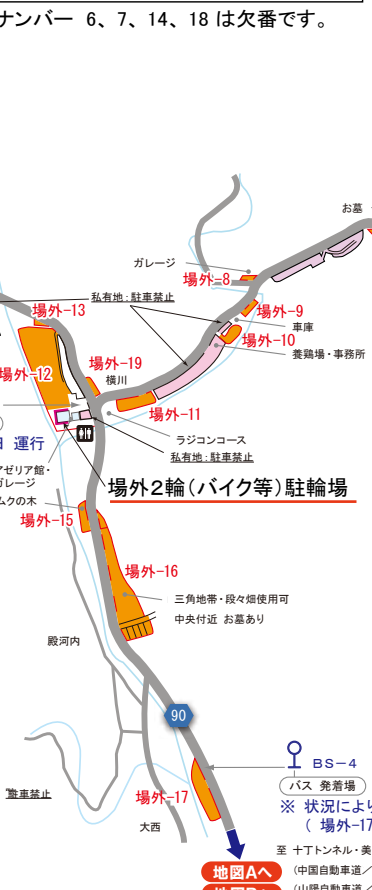 ナンバー 6、7、14、18 は欠番です。
お墓
ガレージ
場外-8
私有地：駐車禁止
場外-13
場外-9
車庫
場外-10
養鶏場・事務所
場外-19
場外-12
横川
場外-11
ラジコンコース
運行
私有地：駐車禁止
アゼリア館・
ガレージ
場外2輪（バイク等）駐輪場
ムクの木
場外-15
場外-16
三角地帯・段々畑使用可
中央付近 お墓あり
殿河内
90
BS-4
バス 発着場
駐車禁止
場外-17
※ 状況により
（ 場外-17
大西
至 十丁トンネル・美
地図Aへ
（中国自動車道／